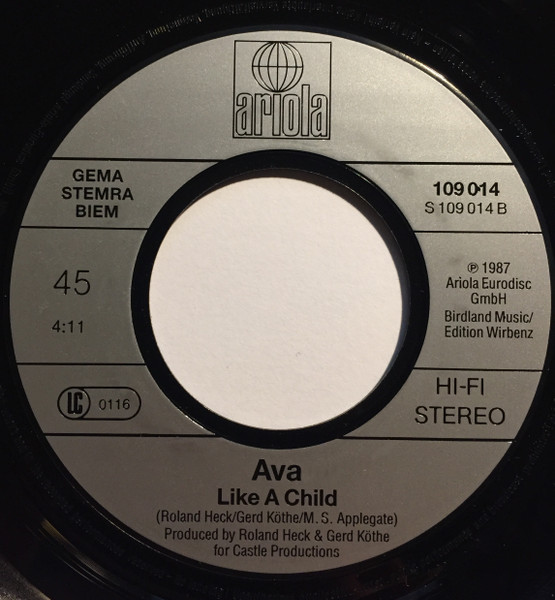 ariola
GEMA
STEMRA
BIEM
109 014
S 109 014 B
45
4:11
℗ 1987
Ariola Eurodisc
GmbH
Birdland Music/
Edition Wirbenz
LC 0116
HI-FI
STEREO
Ava
Like A Child
(Roland Heck/Gerd Köthe/M. S. Applegate)
Produced by Roland Heck & Gerd Köthe
for Castle Productions